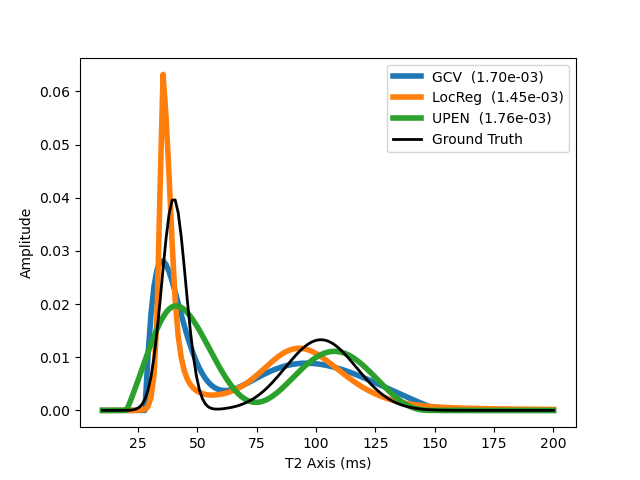 GCV (1.70e-03)
LocReg (1.45e-03)
UPEN (1.76e-03)
Ground Truth
Amplitude
0.06
0.05
0.04
0.03
0.02
0.01
0.00
25 50 75 100 125 150 175 200
T2 Axis (ms)